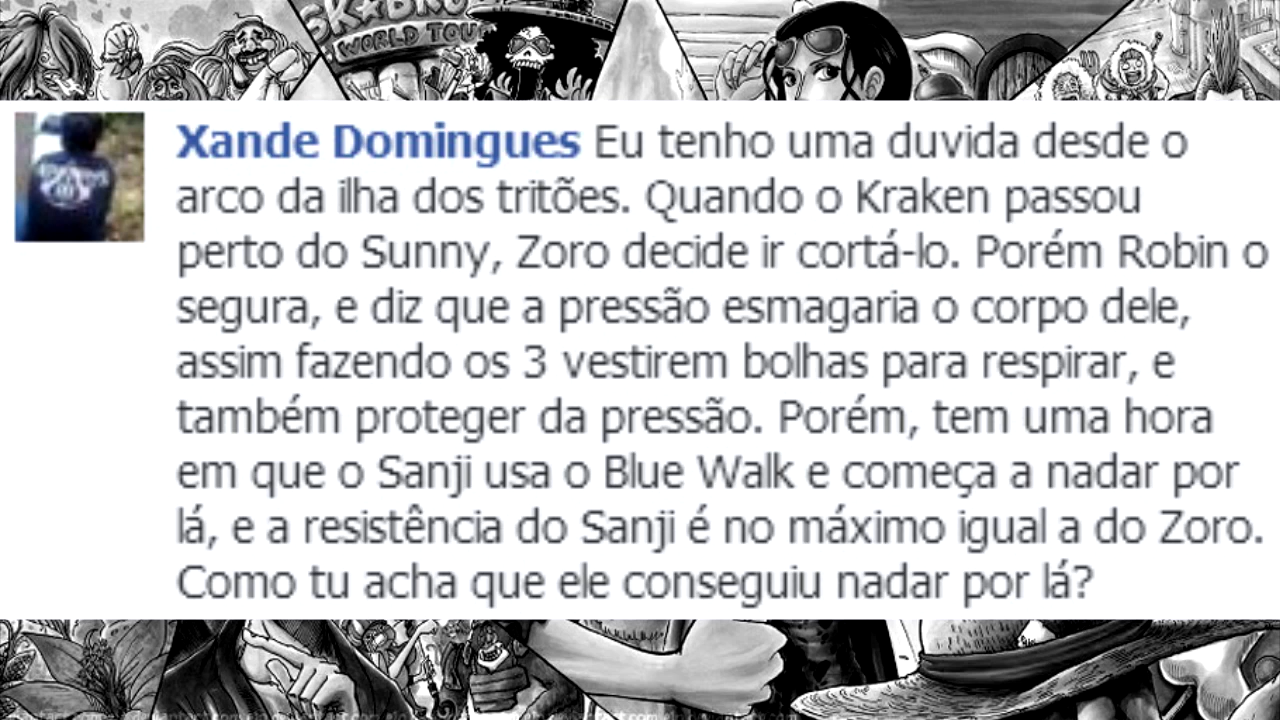 WORLD TOUR
Xande Domingues Eu tenho uma duvida desde o
arco da ilha dos tritões. Quando o Kraken passou
perto do Sunny, Zoro decide ir cortá-lo. Porém Robin o
segura, e diz que a pressão esmagaria o corpo dele,
assim fazendo os 3 vestirem bolhas para respirar, e
também proteger da pressão. Porém, tem uma hora
em que o Sanji usa o Blue Walk e começa a nadar por
lá, e a resistência do Sanji é no máximo igual a do Zoro.
Como tu acha que ele conseguiu nadar por lá?